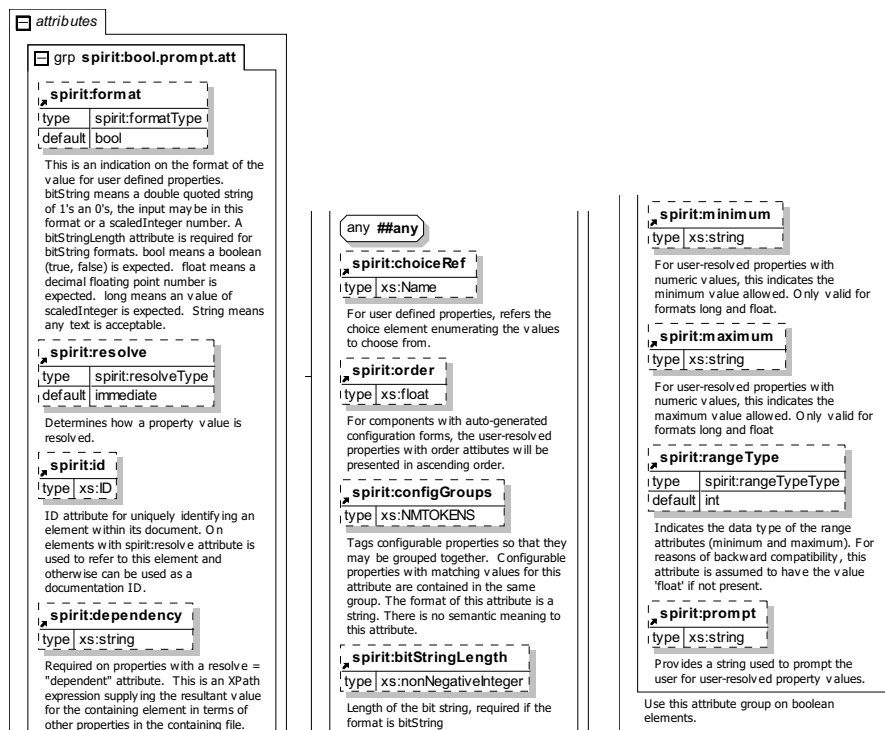 attributes
grp spirit:bool.prompt.att
spirit:format
type spirit:formatType
default bool
This is an indication on the format of the
value for user defined properties.
bitString means a double quoted string
of 1's an 0's, the input may be in this
format or a scaledInteger number. A
bitStringLength attribute is required for
bitString formats. bool means a boolean
(true, false) is expected. float means a
decimal floating point number is
expected. long means an value of
scaledInteger is expected. String means
any text is acceptable.
spirit:resolve
type spirit:resolveType
default immediate
Determines how a property value is
resolved.
spirit:id
type xs:ID
ID attribute for uniquely identifying an
element within its document. On
elements with spirit:resolve attribute is
used to refer to this element and
otherwise can be used as a
documentation ID.
spirit:dependency
type xs:string
Required on properties with a resolve =
"dependent" attribute. This is an XPath
expression supplying the resultant value
for the containing element in terms of
other properties in the containing file.
any ##any
spirit:choiceRef
type xs:Name
For user defined properties, refers the
choice element enumerating the values
to choose from.
spirit:order
type xs:float
For components with auto-generated
configuration forms, the user-resolved
properties with order attibutes will be
presented in ascending order.
spirit:configGroups
type xs:NMTOKENS
Tags configurable properties so that they
may be grouped together. Configurable
properties with matching values for this
attribute are contained in the same
group. The format of this attribute is a
string. There is no semantic meaning to
this attribute.
spirit:bitStringLength
type xs:nonNegativeInteger
Length of the bit string, required if the
format is bitString
spirit:minimum
type xs:string
For user-resolved properties with
numeric values, this indicates the
minimum value allowed. Only valid for
formats long and float.
spirit:maximum
type xs:string
For user-resolved properties with
numeric values, this indicates the
maximum value allowed. Only valid for
formats long and float
spirit:rangeType
type spirit:rangeTypeType
default int
Indicates the data type of the range
attributes (minimum and maximum). For
reasons of backward compatibility, this
attribute is assumed to have the value
'float' if not present.
spirit:prompt
type xs:string
Provides a string used to prompt the
user for user-resolved property values.
Use this attribute group on boolean
elements.